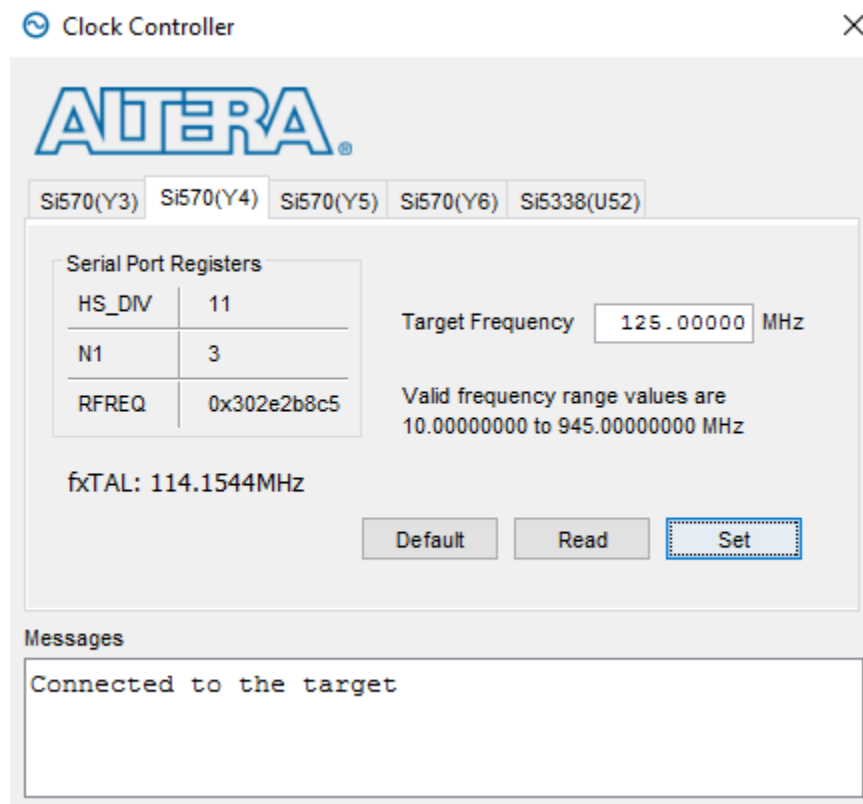 Clock Controller
ALTERA®
Si570(Y3) Si570(Y4) Si570(Y5) Si570(Y6) Si5338(U52)
Serial Port Registers
HS_DIV 11
N1 3
RFREQ 0x302e2b8c5
Target Frequency 125.00000 MHz
Valid frequency range values are
10.00000000 to 945.00000000 MHz
fxTAL: 114.1544MHz
Default Read Set
Messages
Connected to the target